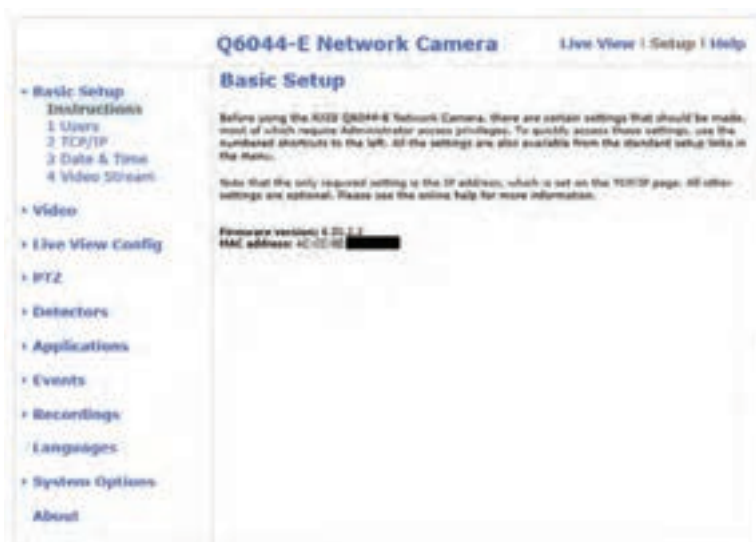 Q6044-E Network Camera
Live View | Setup | Help
Basic Setup
Instructions
1 Users
2 TCP/IP
3 Date & Time
4 Video Stream
Video
Live View Config
PTZ
Detectors
Applications
Events
Recordings
Languages
System Options
About
Basic Setup
Before using the AXIS Q6044-E Network Camera, there are certain settings that should be made,
most of which require Administrator access privileges. To quickly access these settings, use the
numbered shortcuts to the left. All the settings are also available from the standard setup links in
the menu.
Note that the only required setting is the IP address, which is set on the TCP/IP page. All other
settings are optional. Please see the online help for more information.
Firmware version:
MAC address: